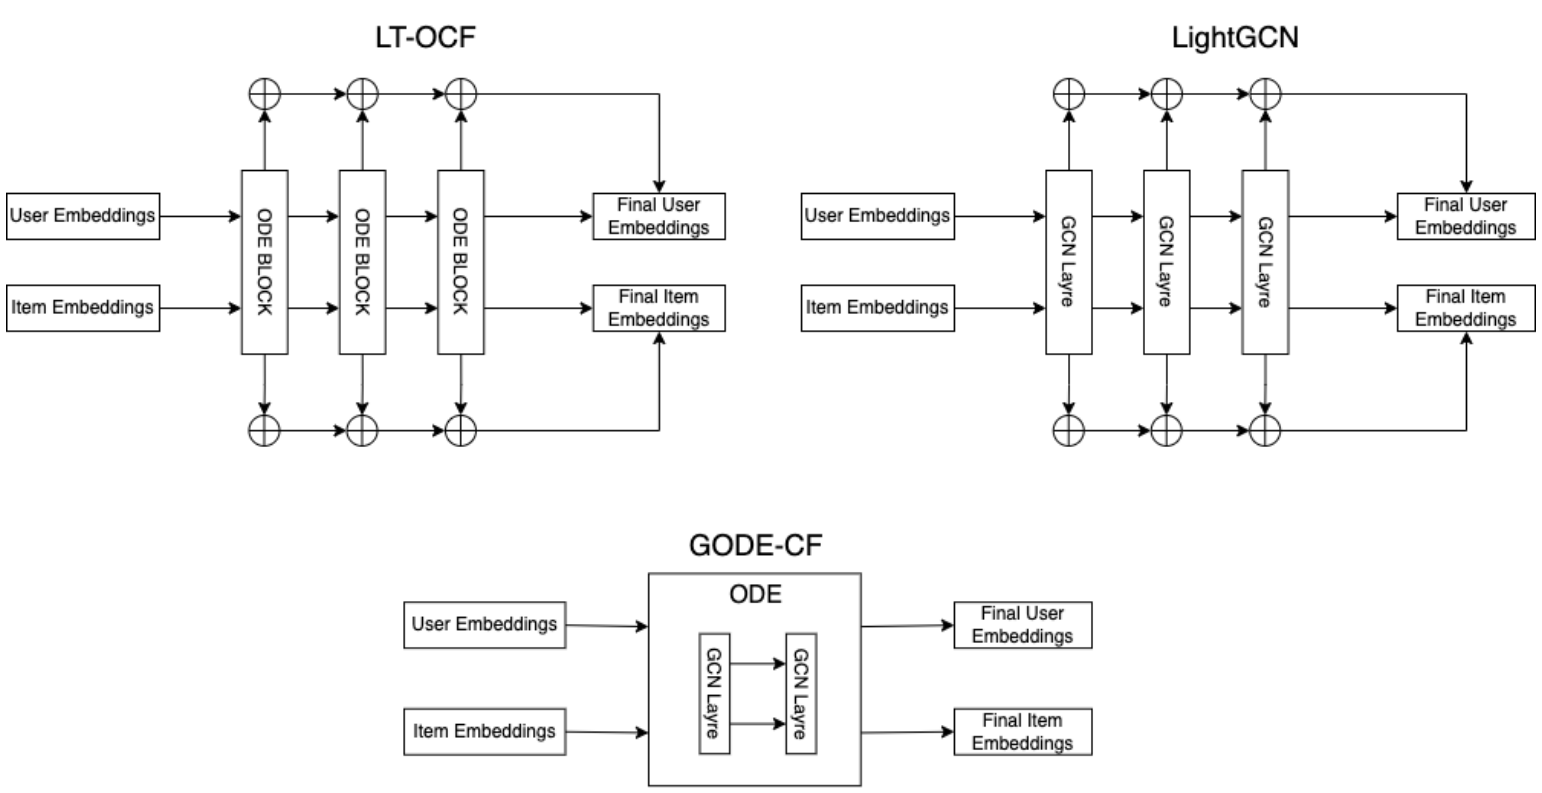 LT-OCF
User Embeddings
Item Embeddings
ODE BLOCK
ODE BLOCK
ODE BLOCK
Final User
Embeddings
Final Item
Embeddings
LightGCN
User Embeddings
Item Embeddings
GCN Layre
GCN Layre
GCN Layre
Final User
Embeddings
Final Item
Embeddings
GODE-CF
User Embeddings
Item Embeddings
ODE
GCN Layre
GCN Layre
Final User
Embeddings
Final Item
Embeddings